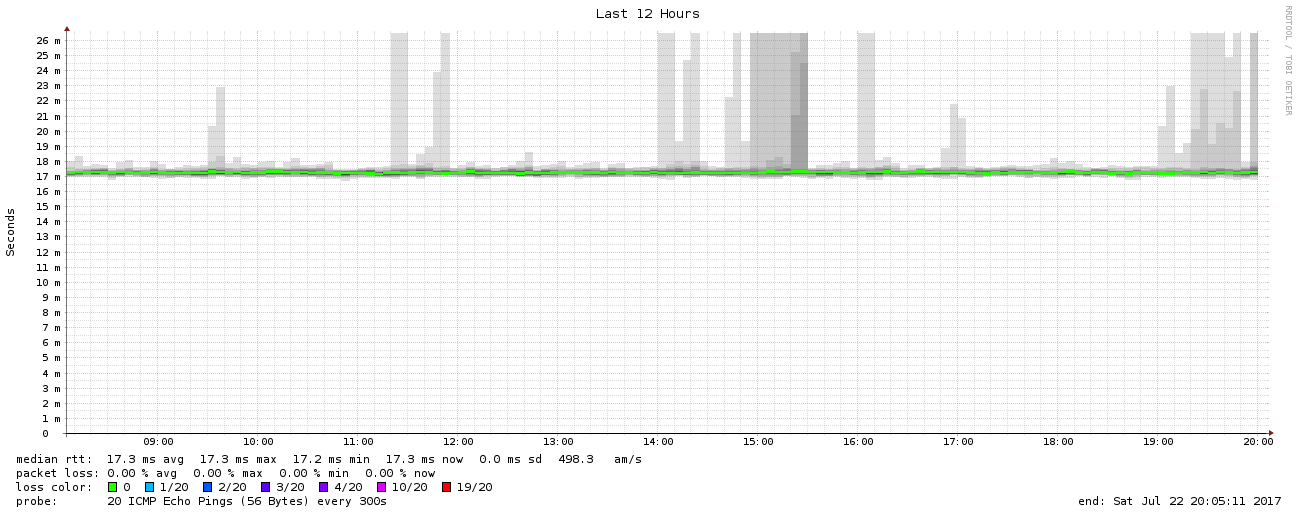 Last 12 Hours
RRDTOOL / TOBI OETIKER
Seconds
26 m
25 m
24 m
23 m
22 m
21 m
20 m
19 m
18 m
17 m
16 m
15 m
14 m
13 m
12 m
11 m
10 m
9 m
8 m
7 m
6 m
5 m
4 m
3 m
2 m
1 m
0
09:00 10:00 11:00 12:00 13:00 14:00 15:00 16:00 17:00 18:00 19:00 20:00
median rtt: 17.3 ms avg 17.3 ms max 17.2 ms min 17.3 ms now 0.0 ms sd 498.3 am/s
packet loss: 0.00 % avg 0.00 % max 0.00 % min 0.00 % now
loss color: 0 1/20 2/20 3/20 4/20 10/20 19/20
probe: 20 ICMP Echo Pings (56 Bytes) every 300s
end: Sat Jul 22 20:05:11 2017